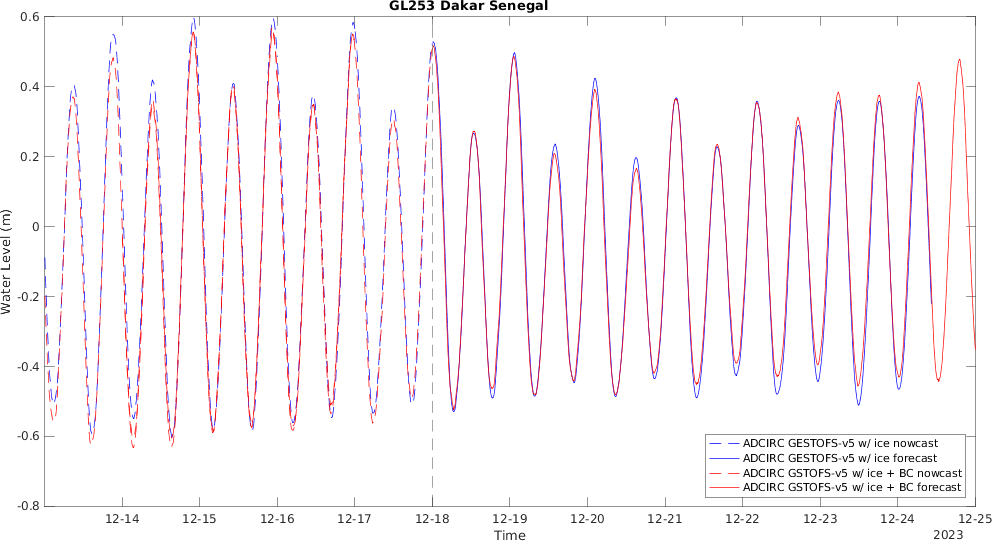 GL253 Dakar Senegal
0.6
0.4
0.2
0
-0.2
-0.4
-0.6
-0.8
Water Level (m)
12-14 12-15 12-16 12-17 12-18 12-19 12-20 12-21 12-22 12-23 12-24 12-25
Time
2023
ADCIRC GESTOFS-v5 w/ ice nowcast
ADCIRC GESTOFS-v5 w/ ice forecast
ADCIRC GSTOFS-v5 w/ ice + BC nowcast
ADCIRC GSTOFS-v5 w/ ice + BC forecast